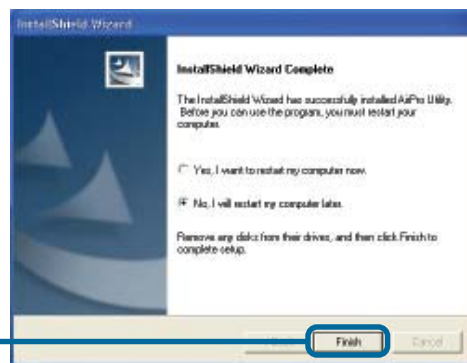 InstallShield Wizard
InstallShield Wizard Complete
The InstallShield Wizard has successfully installed AirPro Utility.
Before you can use the program, you must restart your
computer.
Yes, I want to restart my computer now.
No, I will restart my computer later.
Remove any disks from their drives, and then click Finish to
complete setup.
Finish
Cancel